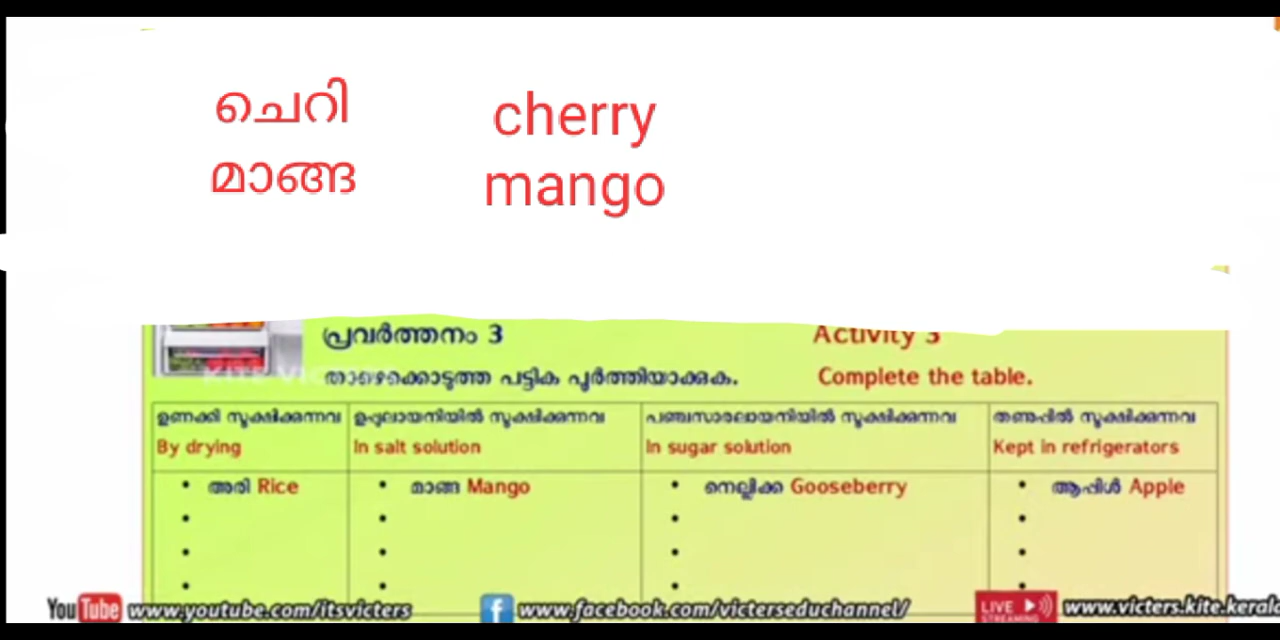 ചെറി cherry
മാങ്ങ mango
പ്രവർത്തനം 3 Activity 3
താഴെക്കൊടുത്ത പട്ടിക പൂർത്തിയാക്കുക. Complete the table.
ഉണക്കി സൂക്ഷിക്കുന്നവ ഉപ്പുലായനിയിൽ സൂക്ഷിക്കുന്നവ പഞ്ചസാരലായനിയിൽ സൂക്ഷിക്കുന്നവ തണുപ്പിൽ സൂക്ഷിക്കുന്നവ
By drying In salt solution In sugar solution Kept in refrigerators
• അരി Rice • മാങ്ങ Mango • നെല്ലിക്ക Gooseberry • ആപ്പിൾ Apple
YouTube www.youtube.com/itsvicters f www.facebook.com/victerseduchannel/ LIVE STREAMING www.victers.kite.kerala